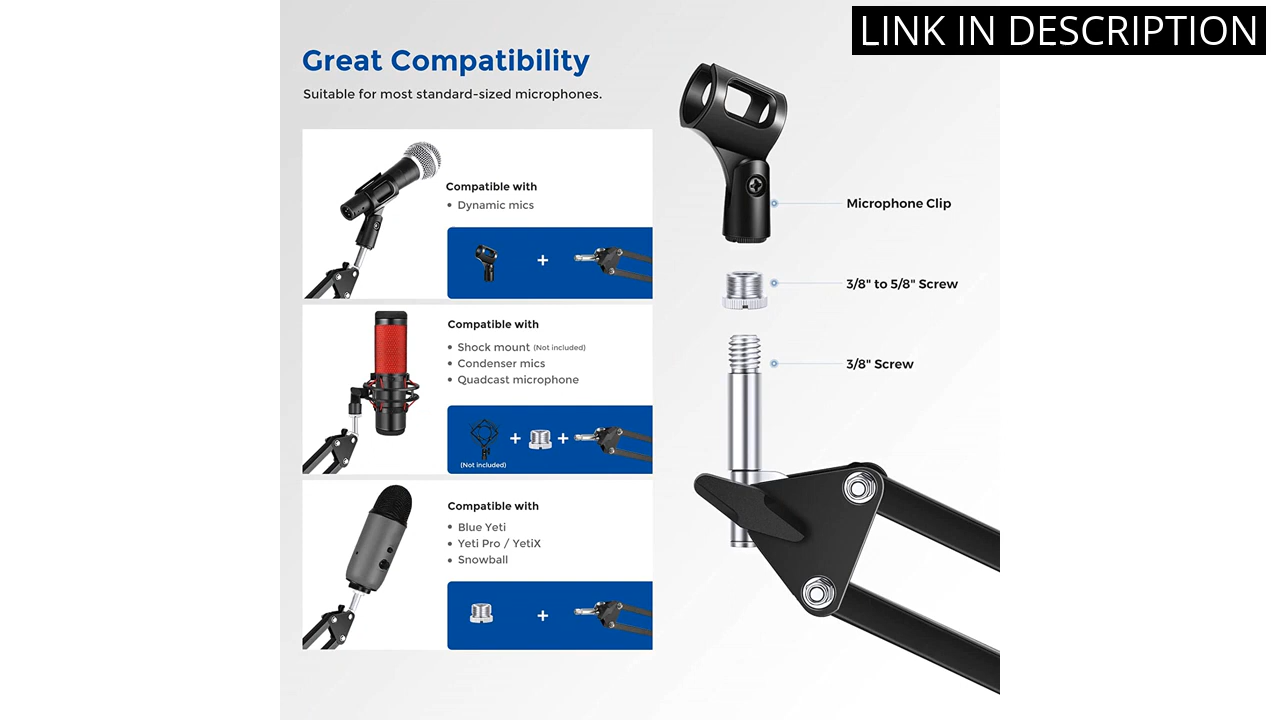 LINK IN DESCRIPTION
Great Compatibility
Suitable for most standard-sized microphones.
Compatible with
• Dynamic mics
+
Compatible with
• Shock mount (Not included)
• Condenser mics
• Quadcast microphone
+ +
(Not included)
Compatible with
• Blue Yeti
• Yeti Pro / YetiX
• Snowball
+
Microphone Clip
3/8" to 5/8" Screw
3/8" Screw